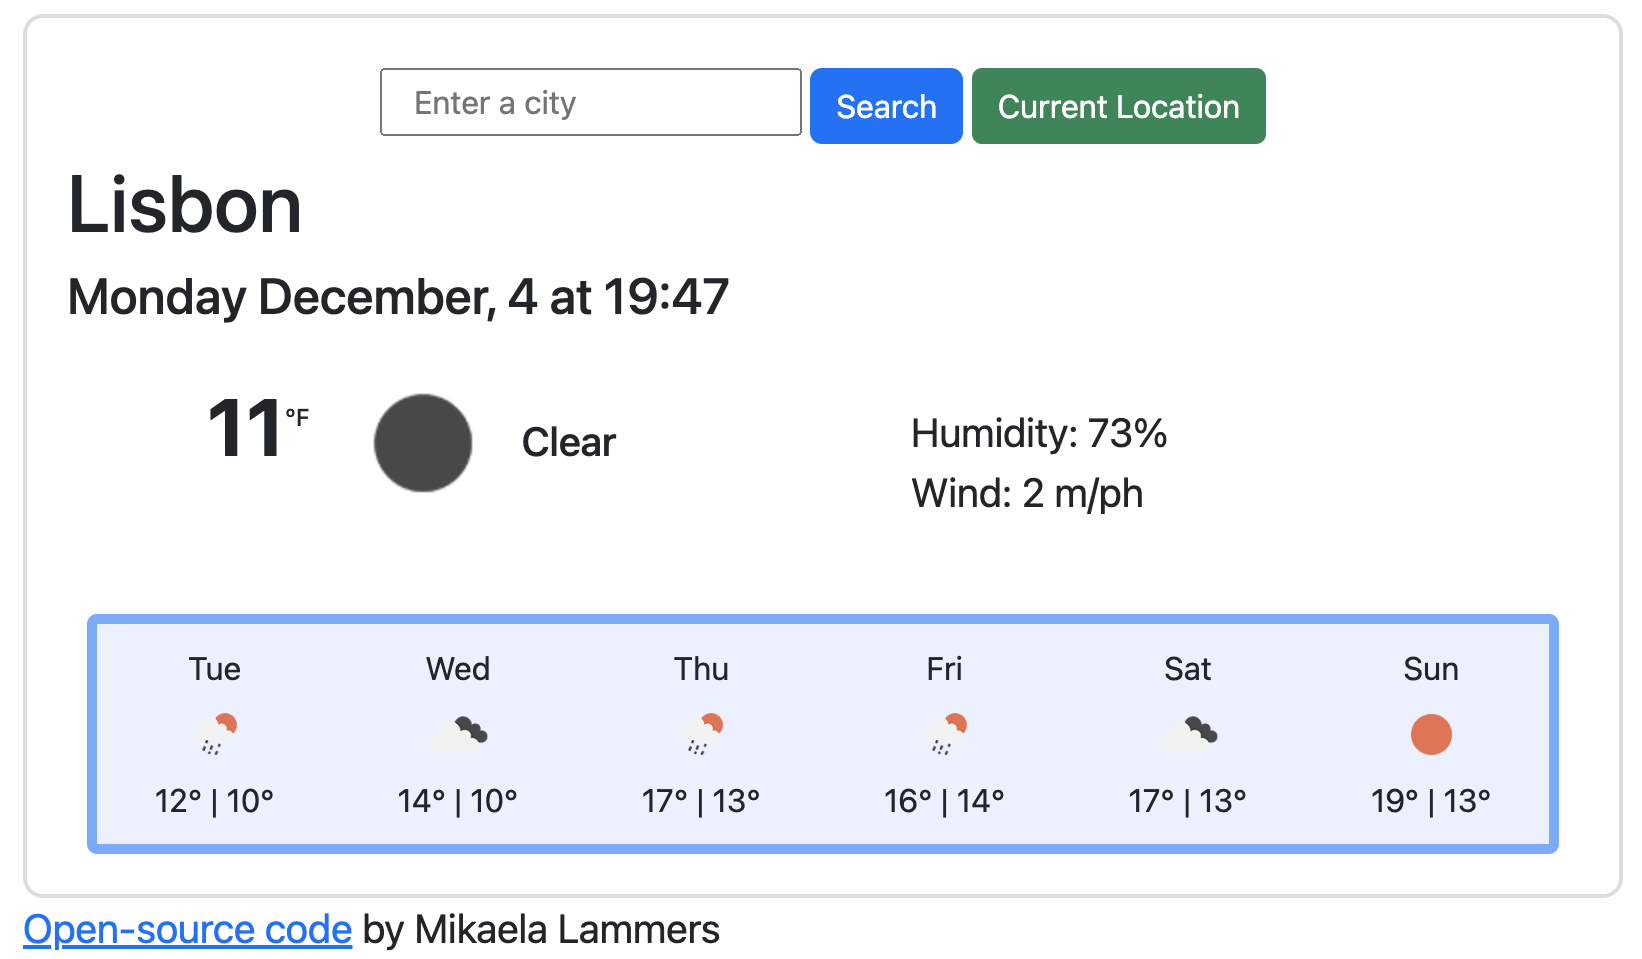 Enter a city Search Current Location
Lisbon
Monday December, 4 at 19:47
11 °F Clear
Humidity: 73%
Wind: 2 m/ph
Tue Wed Thu Fri Sat Sun
12° | 10° 14° | 10° 17° | 13° 16° | 14° 17° | 13° 19° | 13°
Open-source code by Mikaela Lammers